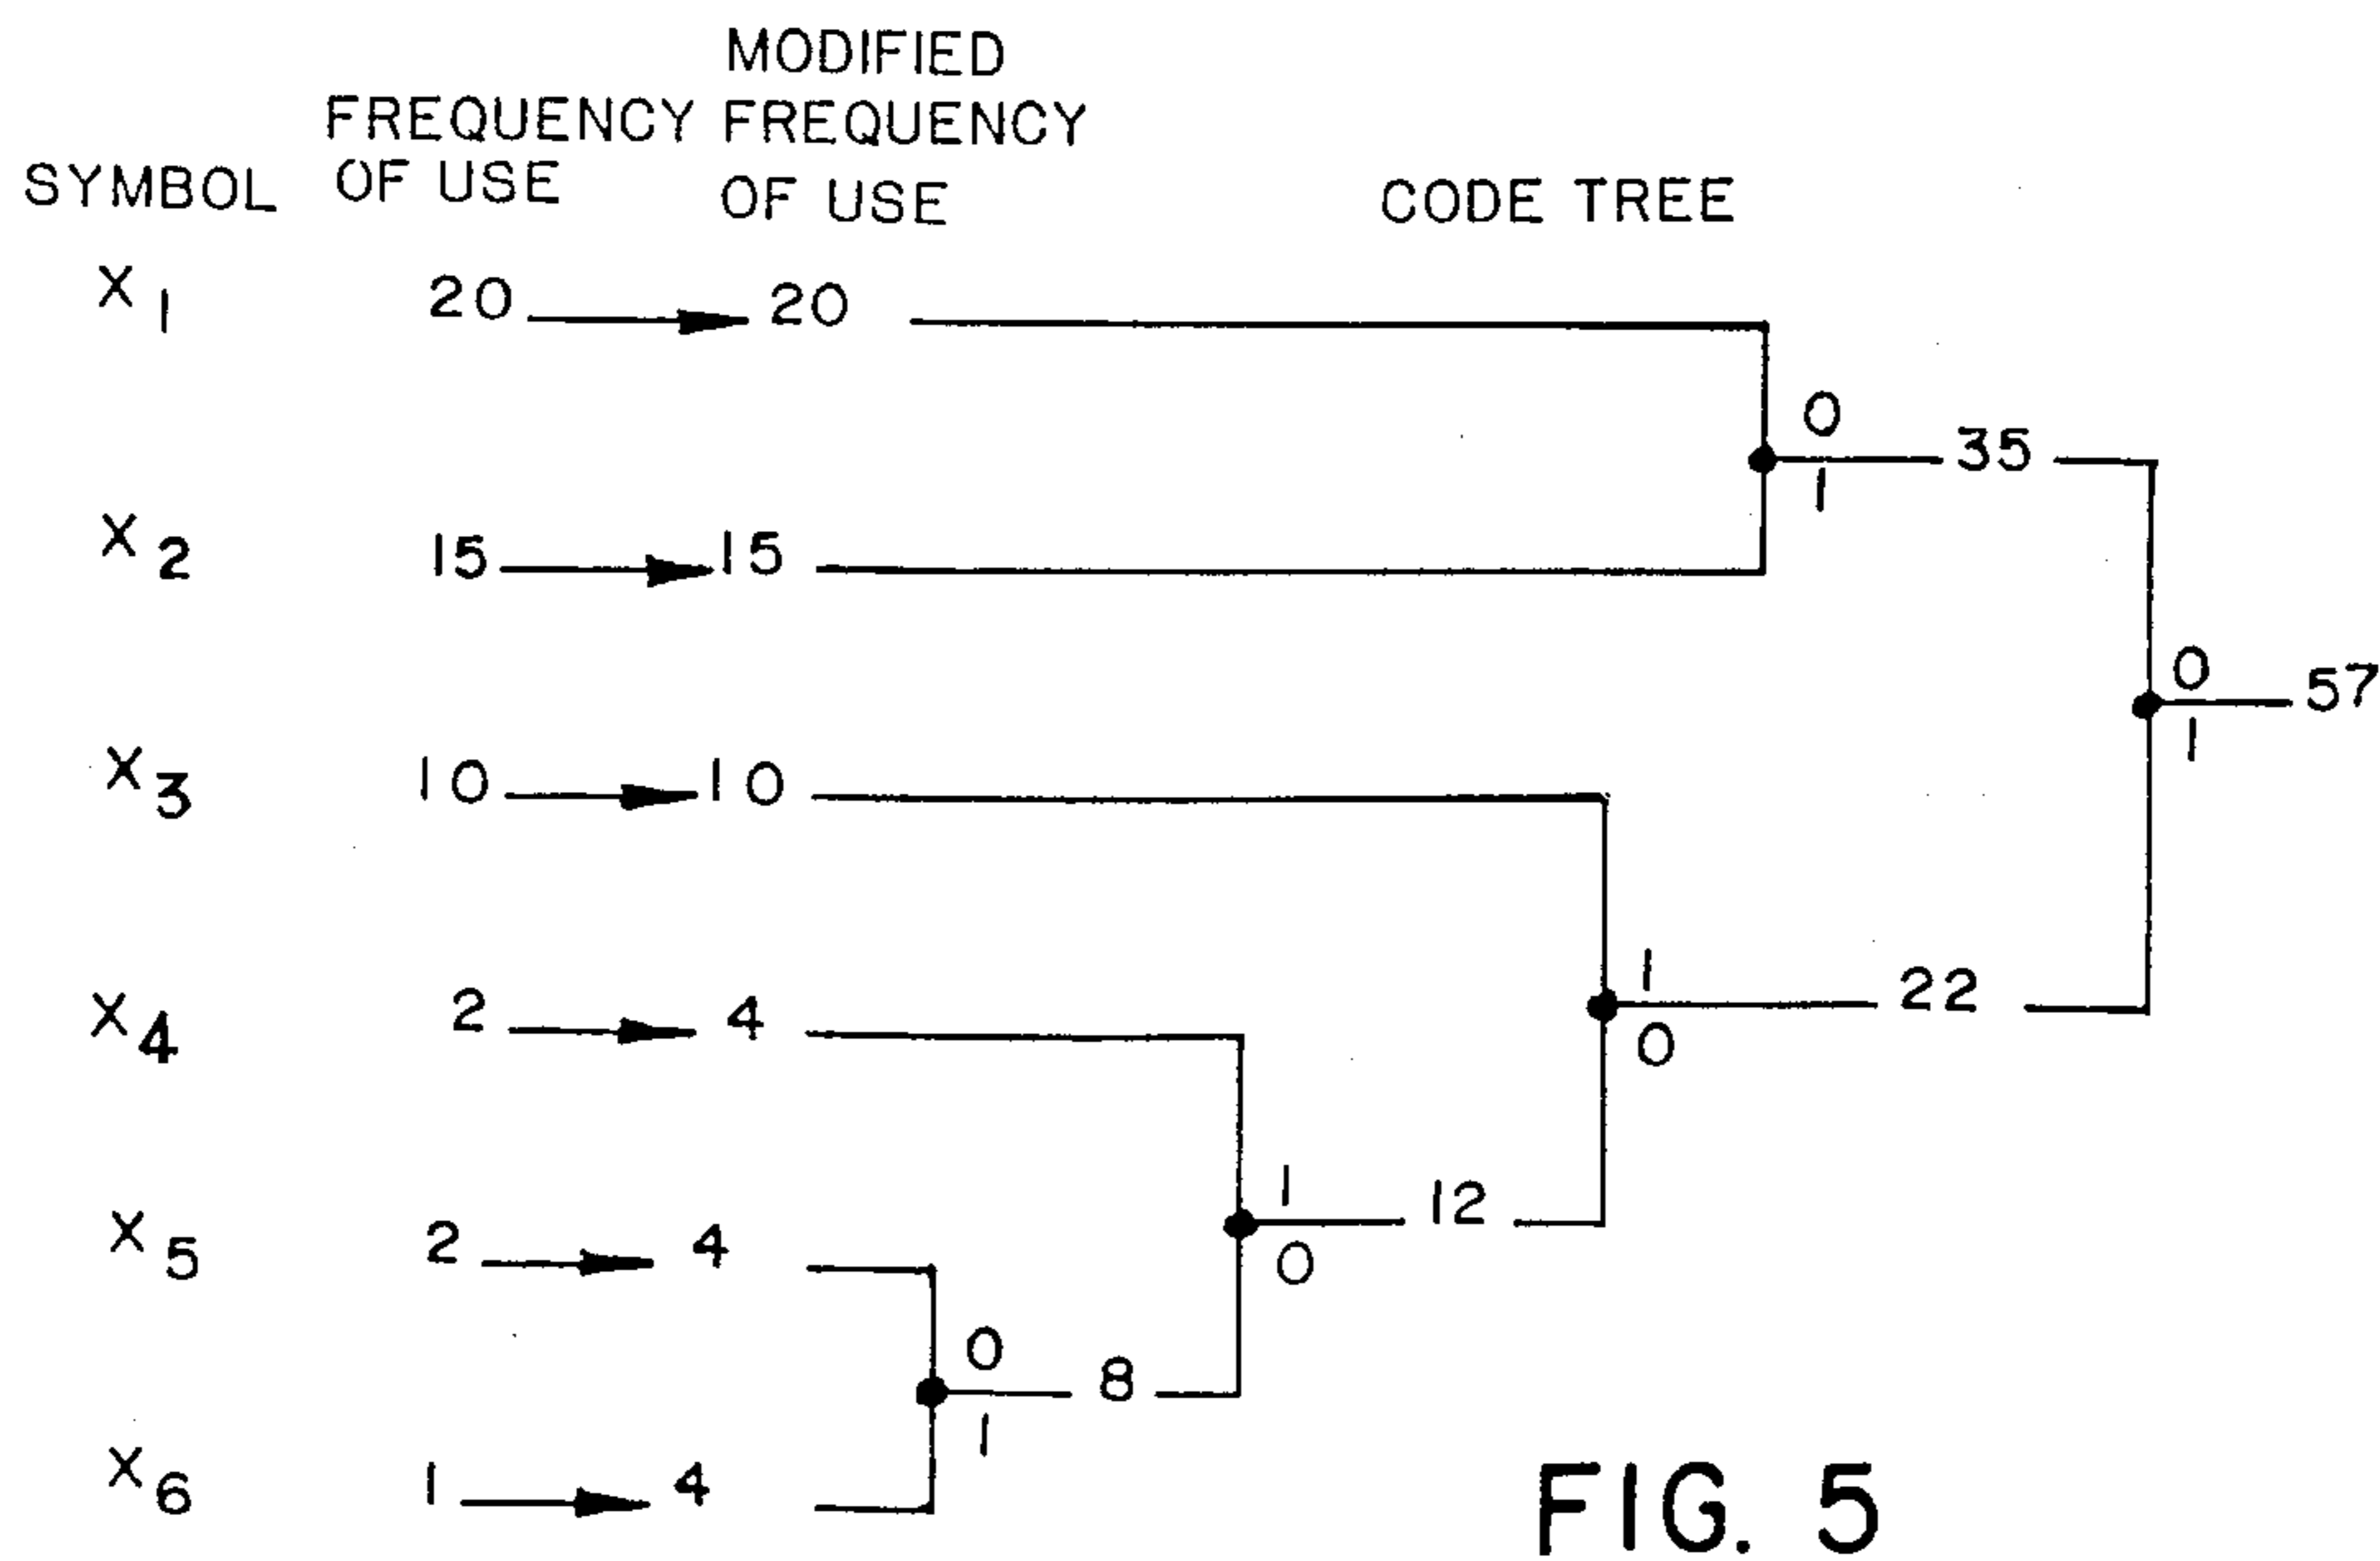 MODIFIED
FREQUENCY FREQUENCY
SYMBOL OF USE OF USE CODE TREE
X1 20 20
0
35
1
X2 15 15
0
57
1
X3 10 10
1
X4 2 4 22
0
1
12
X5 2 4 0
0
8
1
X6 1 4
FIG. 5